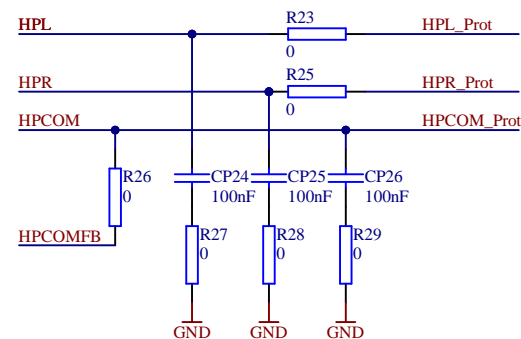 HPL
R23
HPL_Prot
0
R25
HPR
HPR_Prot
0
HPCOM
HPCOM_Prot
R26
0
CP24
100nF
CP25
100nF
CP26
100nF
HPCOMFB
R27
0
R28
0
R29
0
GND
GND
GND